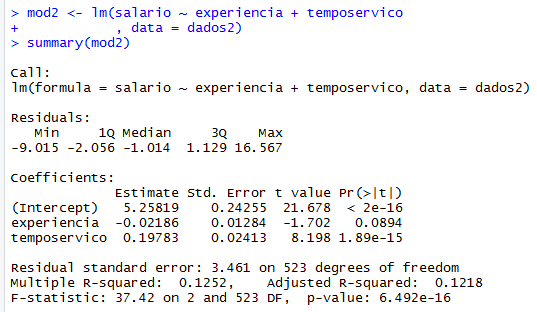 > mod2 <- lm(salario ~ experiencia + temposervico
+ , data = dados2)
> summary(mod2)
Call:
lm(formula = salario ~ experiencia + temposervico, data = dados2)
Residuals:
Min 1Q Median 3Q Max
-9.015 -2.056 -1.014 1.129 16.567
Coefficients:
Estimate Std. Error t value Pr(>|t|)
(Intercept) 5.25819 0.24255 21.678 < 2e-16
experiencia -0.02186 0.01284 -1.702 0.0894
temposervico 0.19783 0.02413 8.198 1.89e-15
Residual standard error: 3.461 on 523 degrees of freedom
Multiple R-squared: 0.1252, Adjusted R-squared: 0.1218
F-statistic: 37.42 on 2 and 523 DF, p-value: 6.492e-16